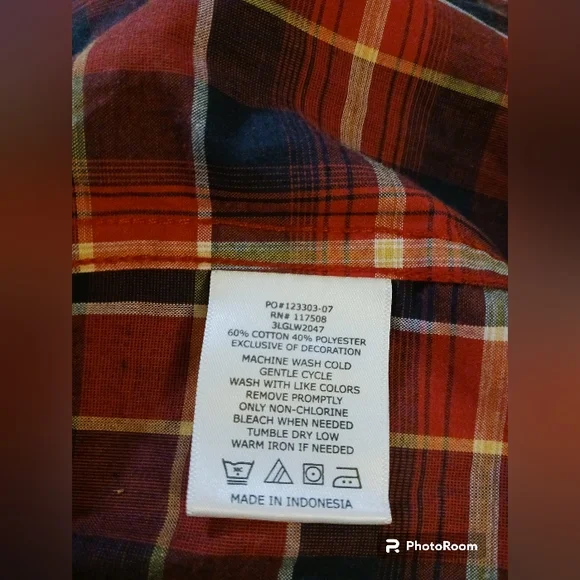 PO#123303-07
RN# 117508
3LGLW2047
60% COTTON 40% POLYESTER
EXCLUSIVE OF DECORATION
MACHINE WASH COLD
GENTLE CYCLE
WASH WITH LIKE COLORS
REMOVE PROMPTLY
ONLY NON-CHLORINE
BLEACH WHEN NEEDED
TUMBLE DRY LOW
WARM IRON IF NEEDED
MADE IN INDONESIA
PhotoRoom